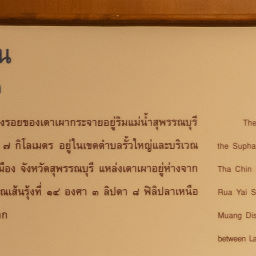 น
งรอยของเตาเผากระจายอยู่ริมแม่น้ำสุพรรณบุรี
๗ กิโลเมตร อยู่ในเขตตำบลรั้วใหญ่และบริเวณ
มือง จังหวัดสุพรรณบุรี แหล่งเตาเผาอยู่ห่างจาก
ณเส้นรุ้งที่ ๑๔ องศา ๓ ลิปดา ๘ ฟิลิปลาเหนือ
ก
The
the Supha
Tha Chin
Rua Yai S
Muang Dis
between La